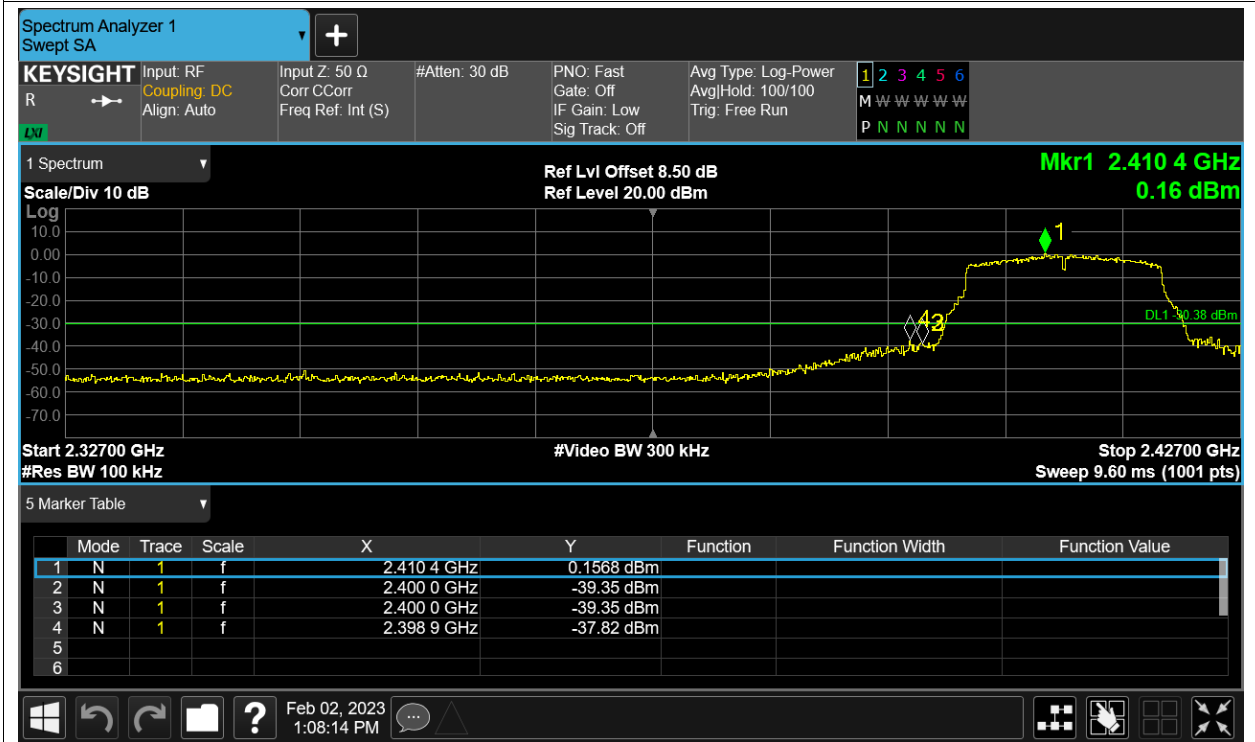 Spectrum Analyzer 1
Swept SA
+
KEYSIGHT
R
LXI
Input: RF
Coupling: DC
Align: Auto
Input Z: 50 Ω
Corr CCorr
Freq Ref: Int (S)
#Atten: 30 dB
PNO: Fast
Gate: Off
IF Gain: Low
Sig Track: Off
Avg Type: Log-Power
Avg|Hold: 100/100
Trig: Free Run
1 2 3 4 5 6
M W W W W W
P N N N N N
1 Spectrum
Scale/Div 10 dB
Ref Lvl Offset 8.50 dB
Ref Level 20.00 dBm
Mkr1 2.410 4 GHz
0.16 dBm
Log
10.0
0.00
-10.0
-20.0
-30.0
-40.0
-50.0
-60.0
-70.0
1
4
DL1 -30.38 dBm
Start 2.32700 GHz
#Video BW 300 kHz
Stop 2.42700 GHz
#Res BW 100 kHz
Sweep 9.60 ms (1001 pts)
5 Marker Table
Mode Trace Scale X Y Function Function Width Function Value
1 N 1 f 2.410 4 GHz 0.1568 dBm
2 N 1 f 2.400 0 GHz -39.35 dBm
3 N 1 f 2.400 0 GHz -39.35 dBm
4 N 1 f 2.398 9 GHz -37.82 dBm
5
6
?
Feb 02, 2023
1:08:14 PM